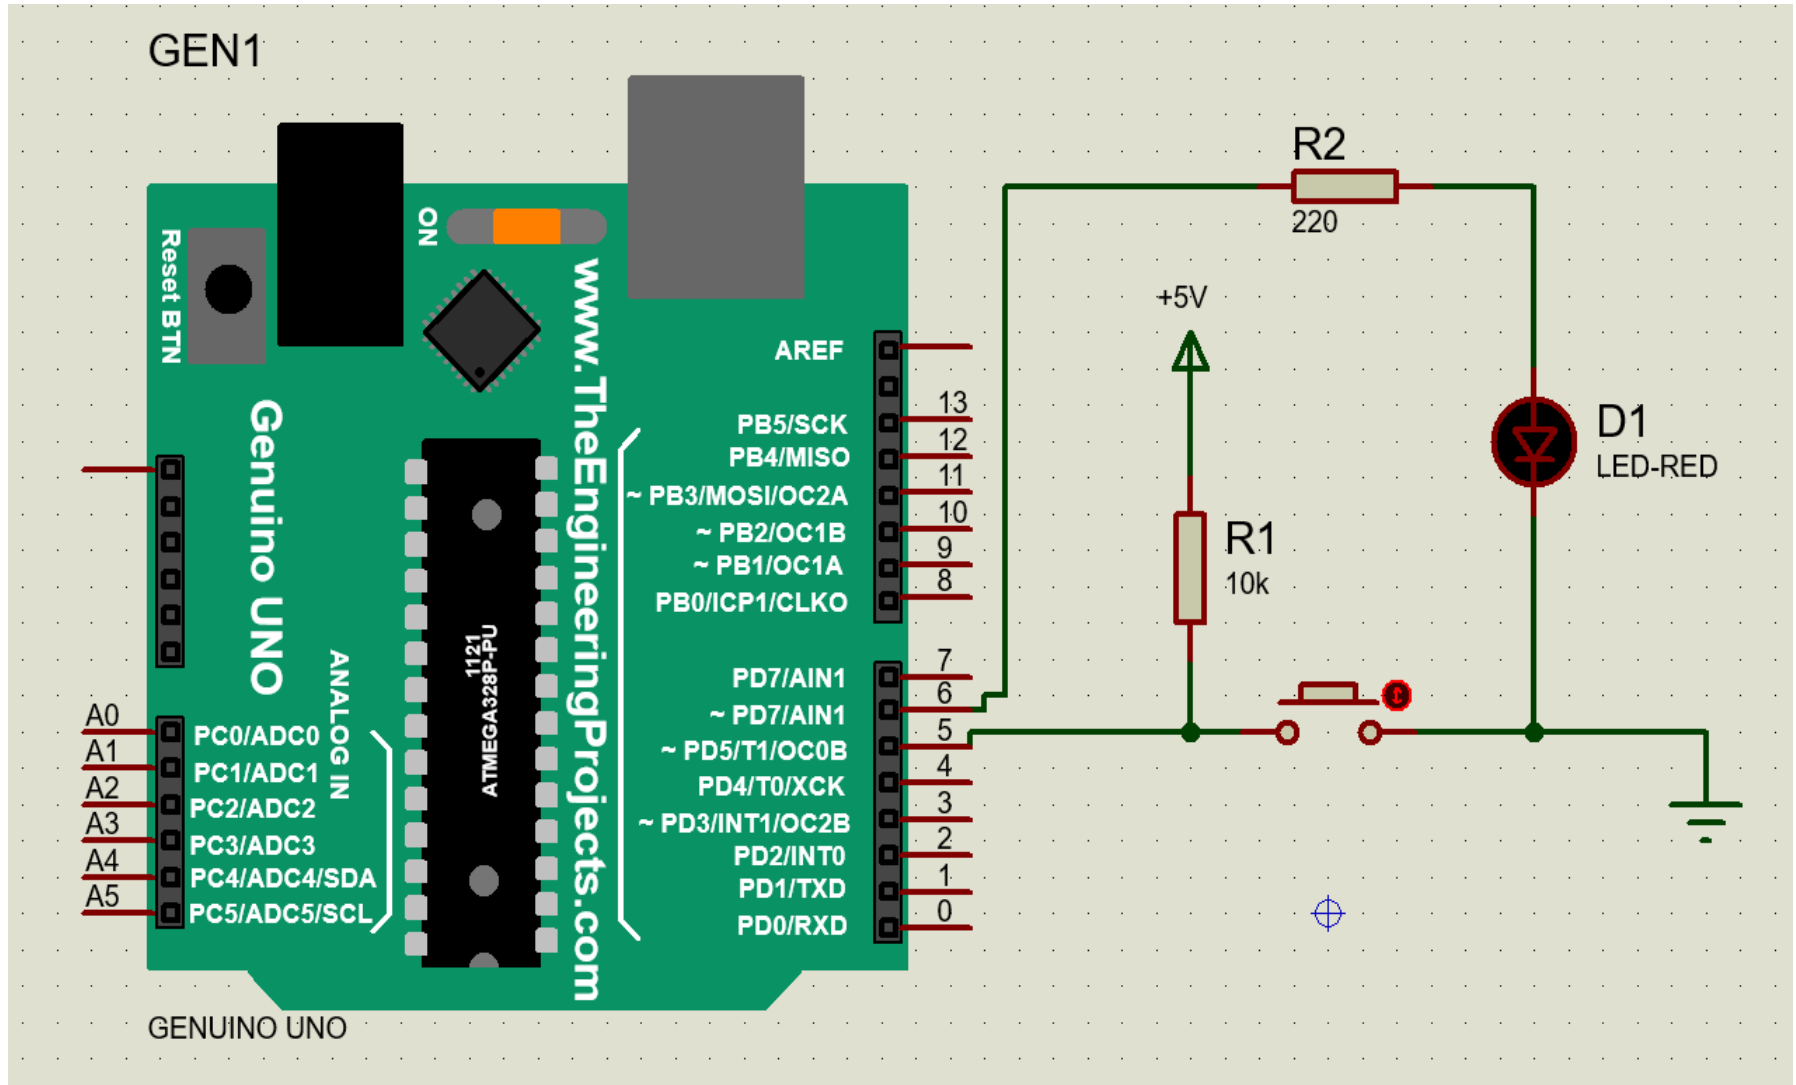 GEN1
R2
220
+5V
D1
LED-RED
R1
10k
ON
Reset BTN
Genuino UNO
ANALOG IN
1121
ATMEGA328P-PU
www.TheEngineeringProjects.com
AREF
PB5/SCK 13
PB4/MISO 12
~ PB3/MOSI/OC2A 11
~ PB2/OC1B 10
~ PB1/OC1A 9
PB0/ICP1/CLKO 8
PD7/AIN1 7
~ PD7/AIN1 6
~ PD5/T1/OC0B 5
PD4/T0/XCK 4
~ PD3/INT1/OC2B 3
PD2/INT0 2
PD1/TXD 1
PD0/RXD 0
A0 PC0/ADC0
A1 PC1/ADC1
A2 PC2/ADC2
A3 PC3/ADC3
A4 PC4/ADC4/SDA
A5 PC5/ADC5/SCL
GENUINO UNO